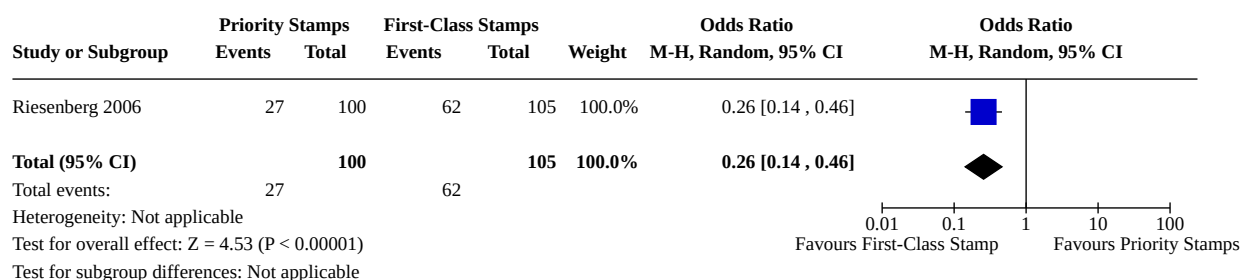 Priority Stamps First-Class Stamps Odds Ratio Odds Ratio
Study or Subgroup Events Total Events Total Weight M-H, Random, 95% CI M-H, Random, 95% CI
Riesenberg 2006 27 100 62 105 100.0% 0.26 [0.14 , 0.46]
Total (95% CI) 100 105 100.0% 0.26 [0.14 , 0.46]
Total events: 27 62
Heterogeneity: Not applicable
0.01 0.1 1 10 100
Test for overall effect: Z = 4.53 (P < 0.00001) Favours First-Class Stamp Favours Priority Stamps
Test for subgroup differences: Not applicable